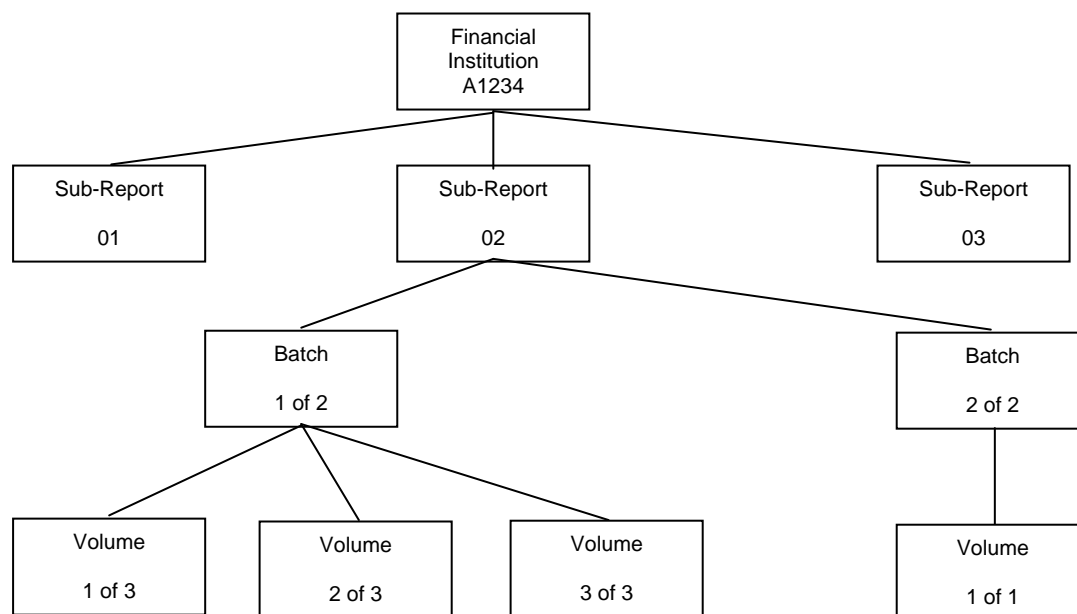 Financial
Institution
A1234
Sub-Report
01
Sub-Report
02
Sub-Report
03
Batch
1 of 2
Batch
2 of 2
Volume
1 of 3
Volume
2 of 3
Volume
3 of 3
Volume
1 of 1